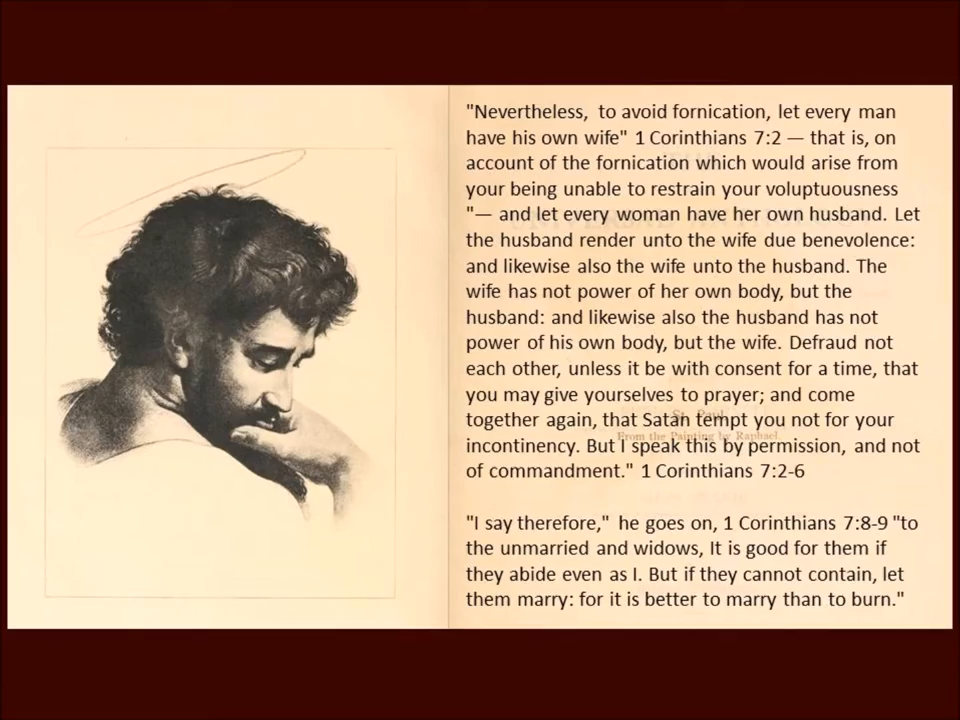 "Nevertheless, to avoid fornication, let every man
have his own wife" 1 Corinthians 7:2 — that is, on
account of the fornication which would arise from
your being unable to restrain your voluptuousness
"— and let every woman have her own husband. Let
the husband render unto the wife due benevolence:
and likewise also the wife unto the husband. The
wife has not power of her own body, but the
husband: and likewise also the husband has not
power of his own body, but the wife. Defraud not
each other, unless it be with consent for a time, that
you may give yourselves to prayer; and come
together again, that Satan tempt you not for your
St. Paul
From the Painting by Raphael
incontinency. But I speak this by permission, and not
of commandment." 1 Corinthians 7:2-6
"I say therefore," he goes on, 1 Corinthians 7:8-9 "to
the unmarried and widows, It is good for them if
they abide even as I. But if they cannot contain, let
them marry: for it is better to marry than to burn."